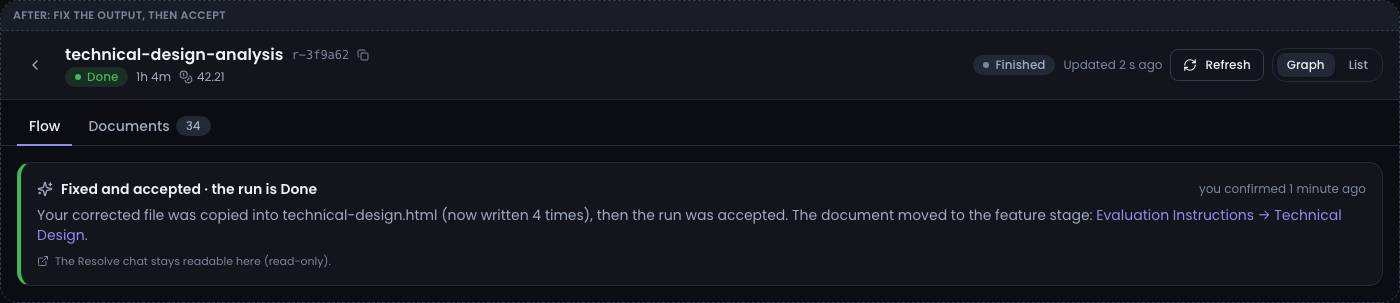 AFTER: FIX THE OUTPUT, THEN ACCEPT
technical-design-analysis r-3f9a62
Done 1h 4m 42.21
Finished Updated 2 s ago Refresh Graph List
Flow Documents 34
Fixed and accepted · the run is Done
you confirmed 1 minute ago
Your corrected file was copied into technical-design.html (now written 4 times), then the run was accepted. The document moved to the feature stage: Evaluation Instructions → Technical
Design.
The Resolve chat stays readable here (read-only).